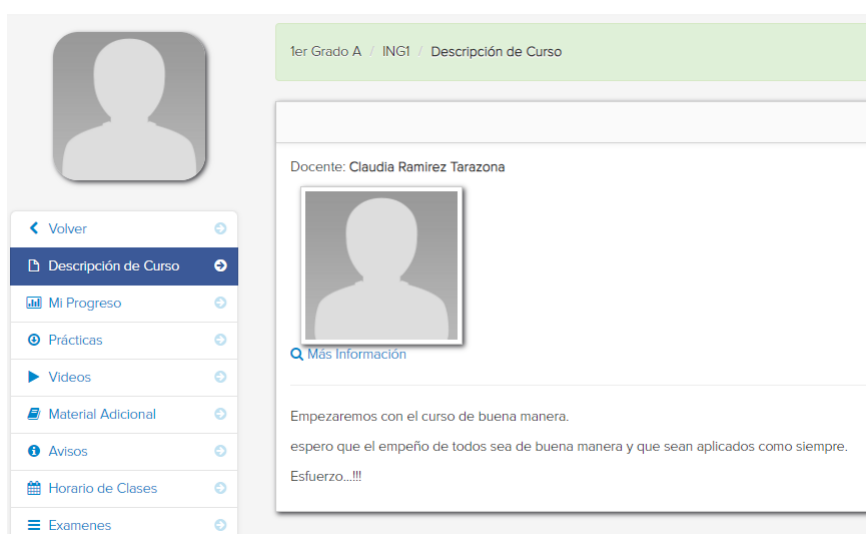 1er Grado A / ING1 / Descripción de Curso
Docente: Claudia Ramirez Tarazona
Más Información
Empezaremos con el curso de buena manera.
espero que el empeño de todos sea de buena manera y que sean aplicados como siempre.
Esfuerzo...!!!
Volver
Descripción de Curso
Mi Progreso
Prácticas
Videos
Material Adicional
Avisos
Horario de Clases
Examenes